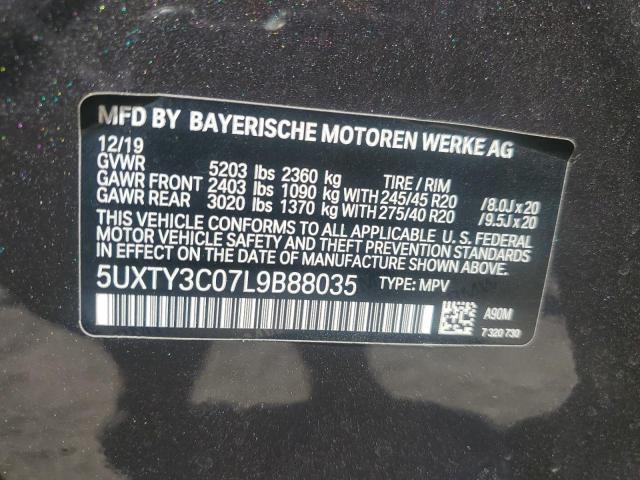 MFD BY BAYERISCHE MOTOREN WERKE AG
12/19
GVWR 5203 lbs 2360 kg TIRE / RIM
GAWR FRONT 2403 lbs 1090 kg WITH 245/45 R20 /8.0J x 20
GAWR REAR 3020 lbs 1370 kg WITH 275/40 R20 /9.5J x 20
THIS VEHICLE CONFORMS TO ALL APPLICABLE U.S. FEDERAL
MOTOR VEHICLE SAFETY AND BUMPER STANDARDS IN
EFFECT ON THE DATE OF MANUFACTURE SHOWN ABOVE.
5UXTY3C07L9B88035 TYPE: MPV
A90M
7 320 730